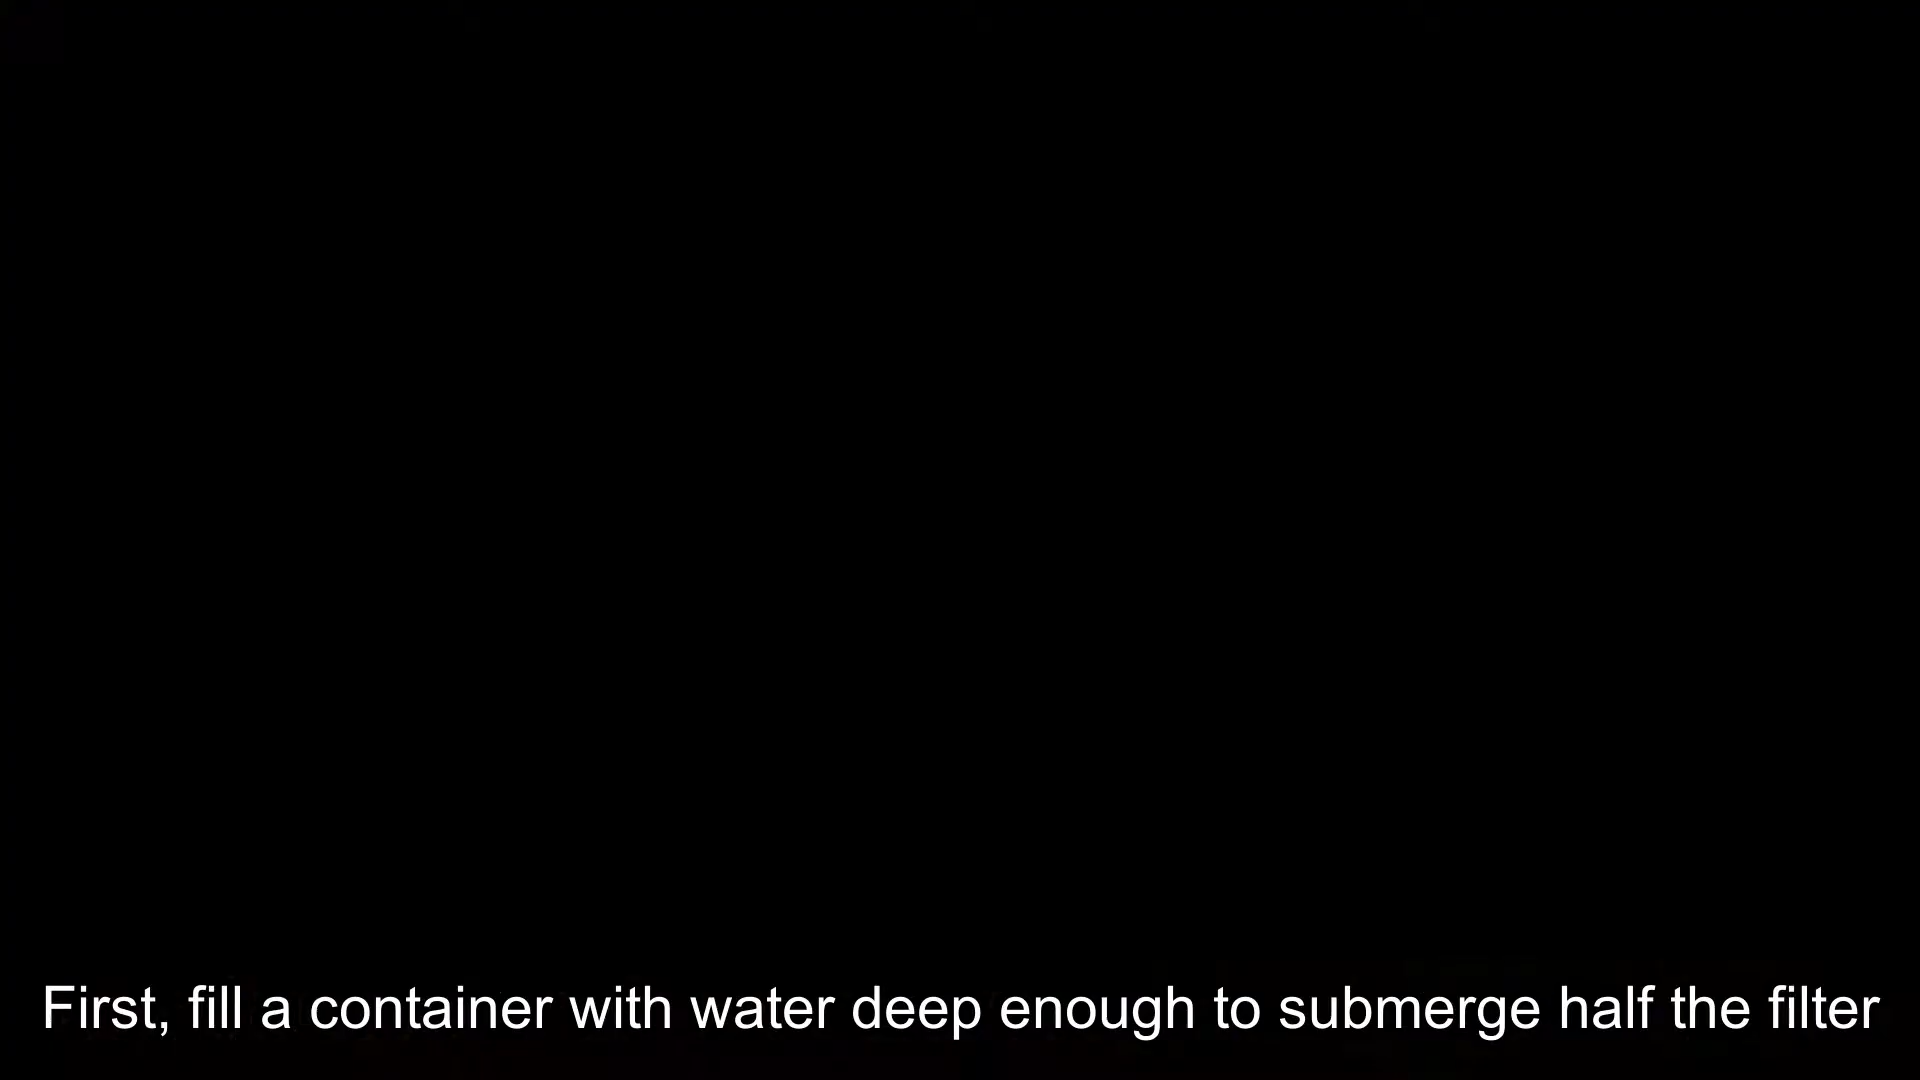 First, fill a container with water deep enough to submerge half the filter